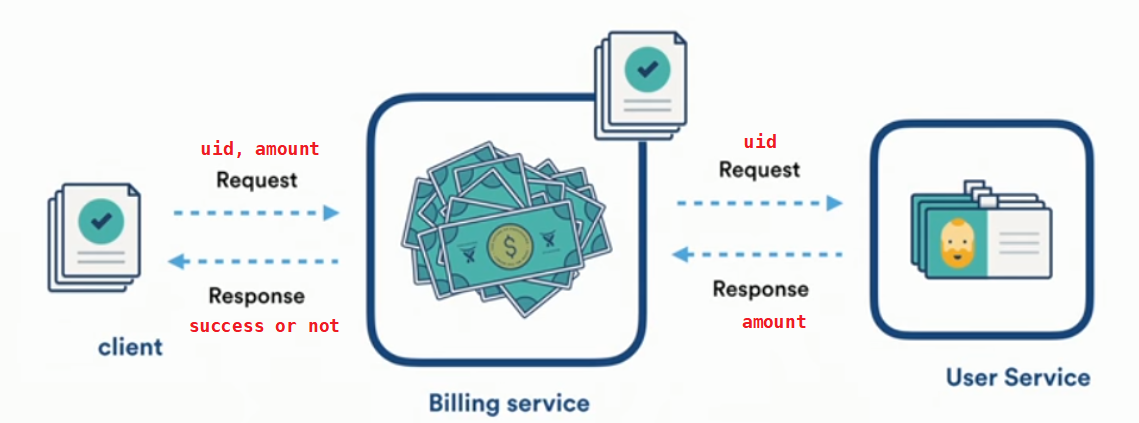 uid, amount
Request
Response
success or not
client
$
Billing service
uid
Request
Response
amount
User Service